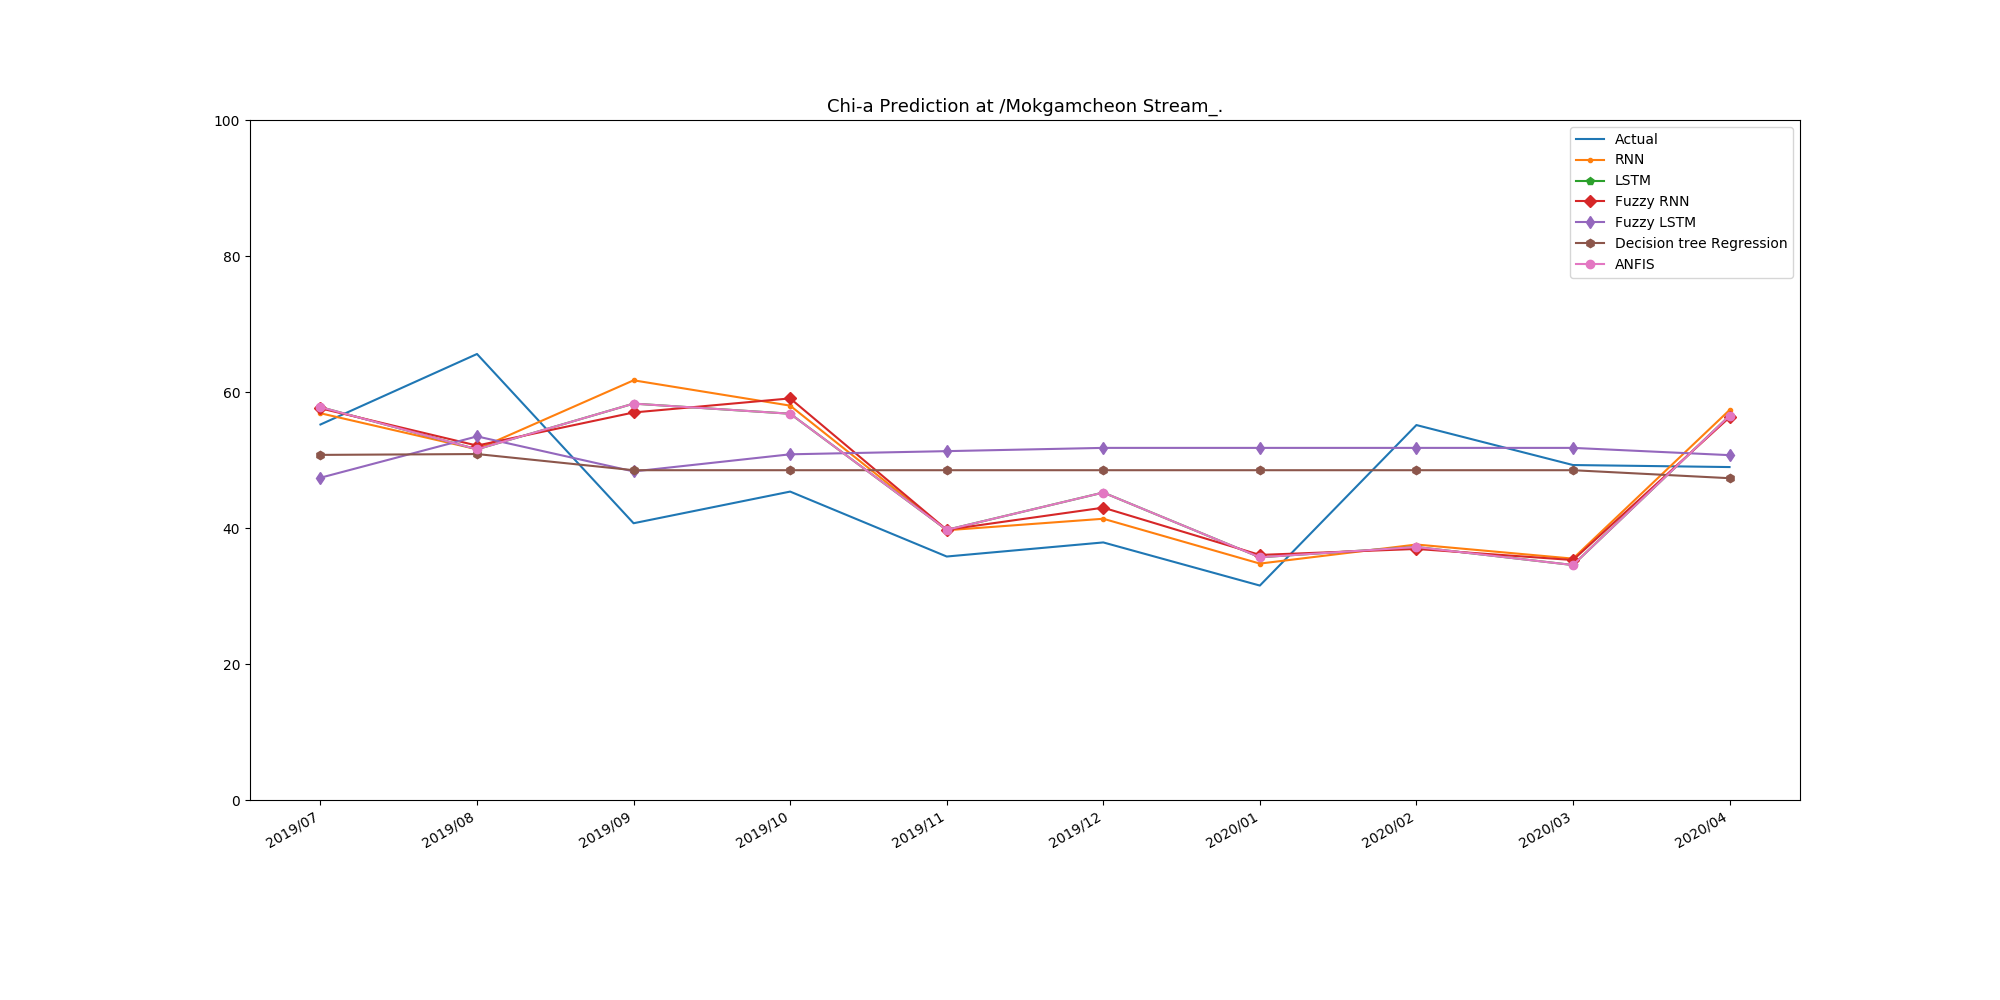 Chi-a Prediction at /Mokgamcheon Stream_.
100
80
60
40
20
0
Actual
RNN
LSTM
Fuzzy RNN
Fuzzy LSTM
Decision tree Regression
ANFIS
2019/07
2019/08
2019/09
2019/10
2019/11
2019/12
2020/01
2020/02
2020/03
2020/04